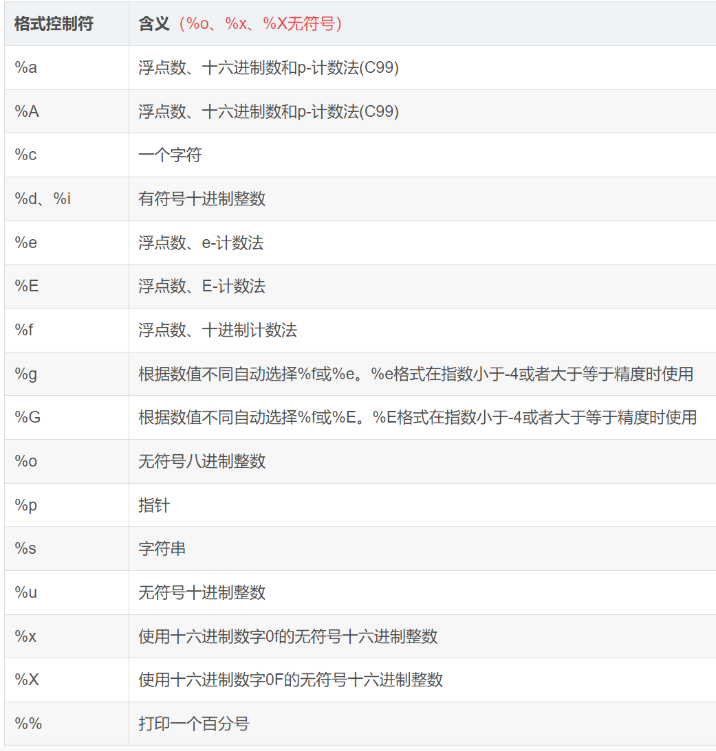 格式控制符 含义（%o、%x、%X无符号）
%a 浮点数、十六进制数和p-计数法(C99)
%A 浮点数、十六进制数和p-计数法(C99)
%c 一个字符
%d、%i 有符号十进制整数
%e 浮点数、e-计数法
%E 浮点数、E-计数法
%f 浮点数、十进制计数法
%g 根据数值不同自动选择%f或%e。%e格式在指数小于-4或者大于等于精度时使用
%G 根据数值不同自动选择%f或%E。%E格式在指数小于-4或者大于等于精度时使用
%o 无符号八进制整数
%p 指针
%s 字符串
%u 无符号十进制整数
%x 使用十六进制数字0f的无符号十六进制整数
%X 使用十六进制数字0F的无符号十六进制整数
%% 打印一个百分号